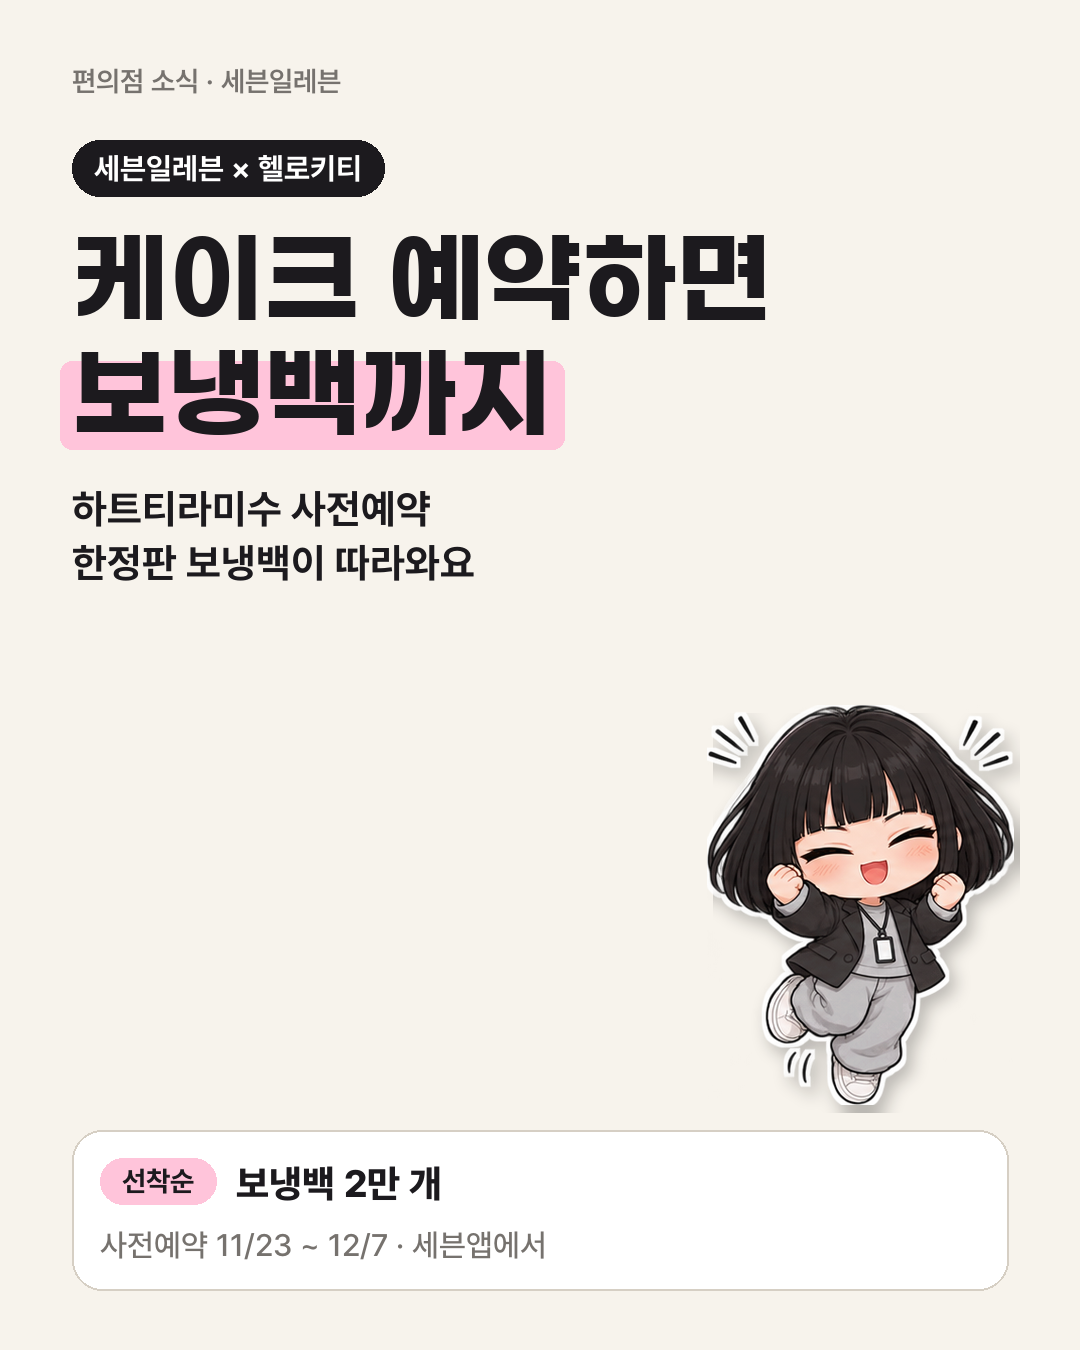 편의점 소식 · 세븐일레븐
세븐일레븐 × 헬로키티
케이크 예약하면
보냉백까지
하트티라미수 사전예약
한정판 보냉백이 따라와요
선착순 보냉백 2만 개
사전예약 11/23 ~ 12/7 · 세븐앱에서